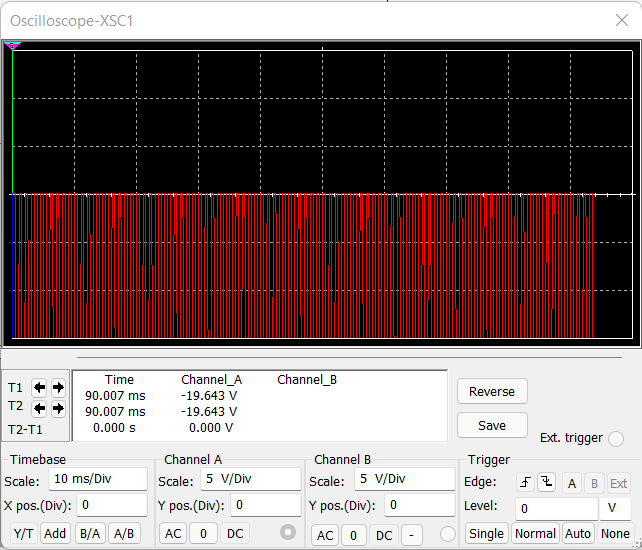 Oscilloscope-XSC1
Time Channel_A Channel_B
T1 90.007 ms -19.643 V
T2 90.007 ms -19.643 V
T2-T1 0.000 s 0.000 V
Reverse
Save
Ext. trigger
Timebase Channel A Channel B Trigger
Scale: 10 ms/Div Scale: 5 V/Div Scale: 5 V/Div Edge: A B Ext
X pos.(Div): 0 Y pos.(Div): 0 Y pos.(Div): 0 Level: 0 V
Y/T Add B/A A/B AC 0 DC AC 0 DC - Single Normal Auto None